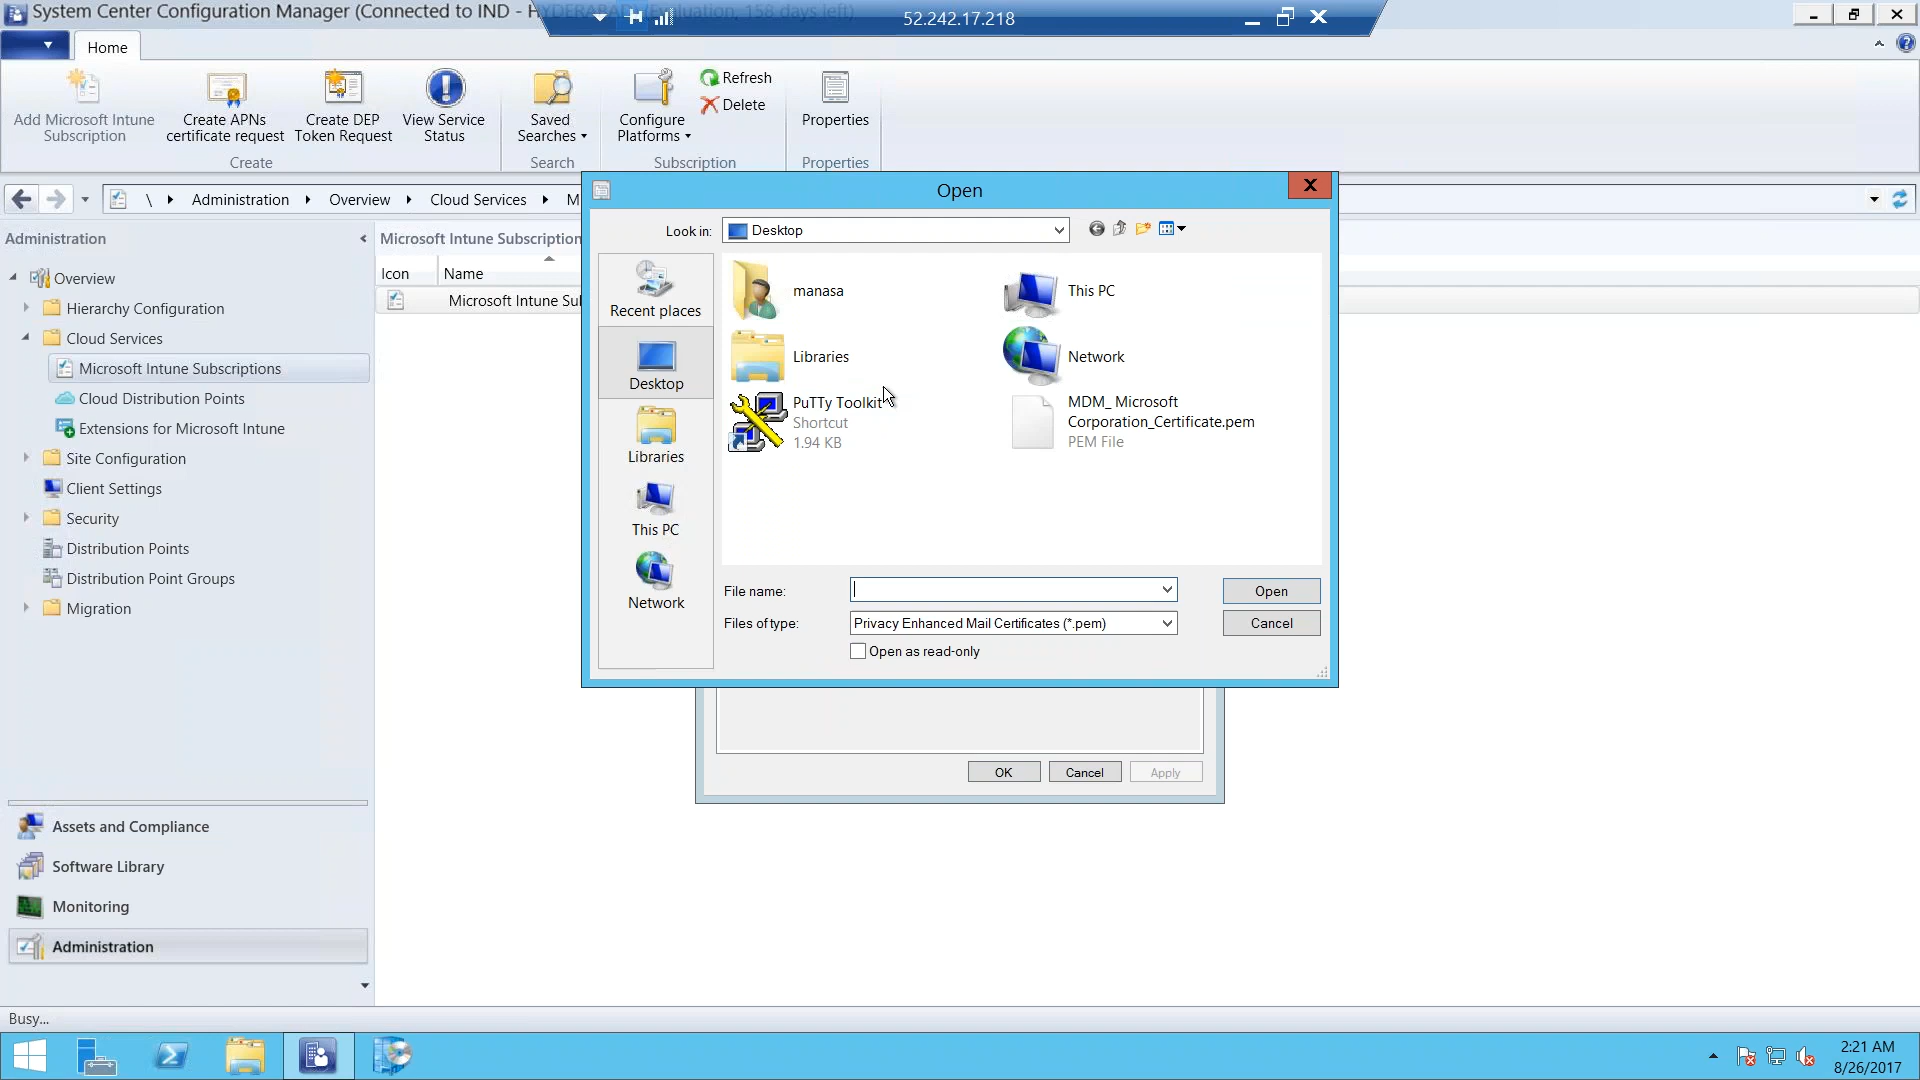 System Center Configuration Manager (Connected to IND - HYDERABAD) (Evaluation, 158 days left)
52.242.17.218
Home
Add Microsoft Intune
Subscription
Create APNs
certificate request
Create DEP
Token Request
View Service
Status
Create
Saved
Searches
Search
Configure
Platforms
Refresh
Delete
Subscription
Properties
Properties
\ Administration Overview Cloud Services M
Administration
Overview
Hierarchy Configuration
Cloud Services
Microsoft Intune Subscriptions
Cloud Distribution Points
Extensions for Microsoft Intune
Site Configuration
Client Settings
Security
Distribution Points
Distribution Point Groups
Migration
Assets and Compliance
Software Library
Monitoring
Administration
Microsoft Intune Subscription
Icon Name
Microsoft Intune Sul
Open
Look in: Desktop
Recent places
Desktop
Libraries
This PC
Network
manasa
This PC
Libraries
Network
PuTTy Toolkit
Shortcut
1.94 KB
MDM_ Microsoft
Corporation_Certificate.pem
PEM File
File name:
Open
Files of type: Privacy Enhanced Mail Certificates (*.pem)
Cancel
Open as read-only
OK Cancel Apply
Busy...
2:21 AM
8/26/2017